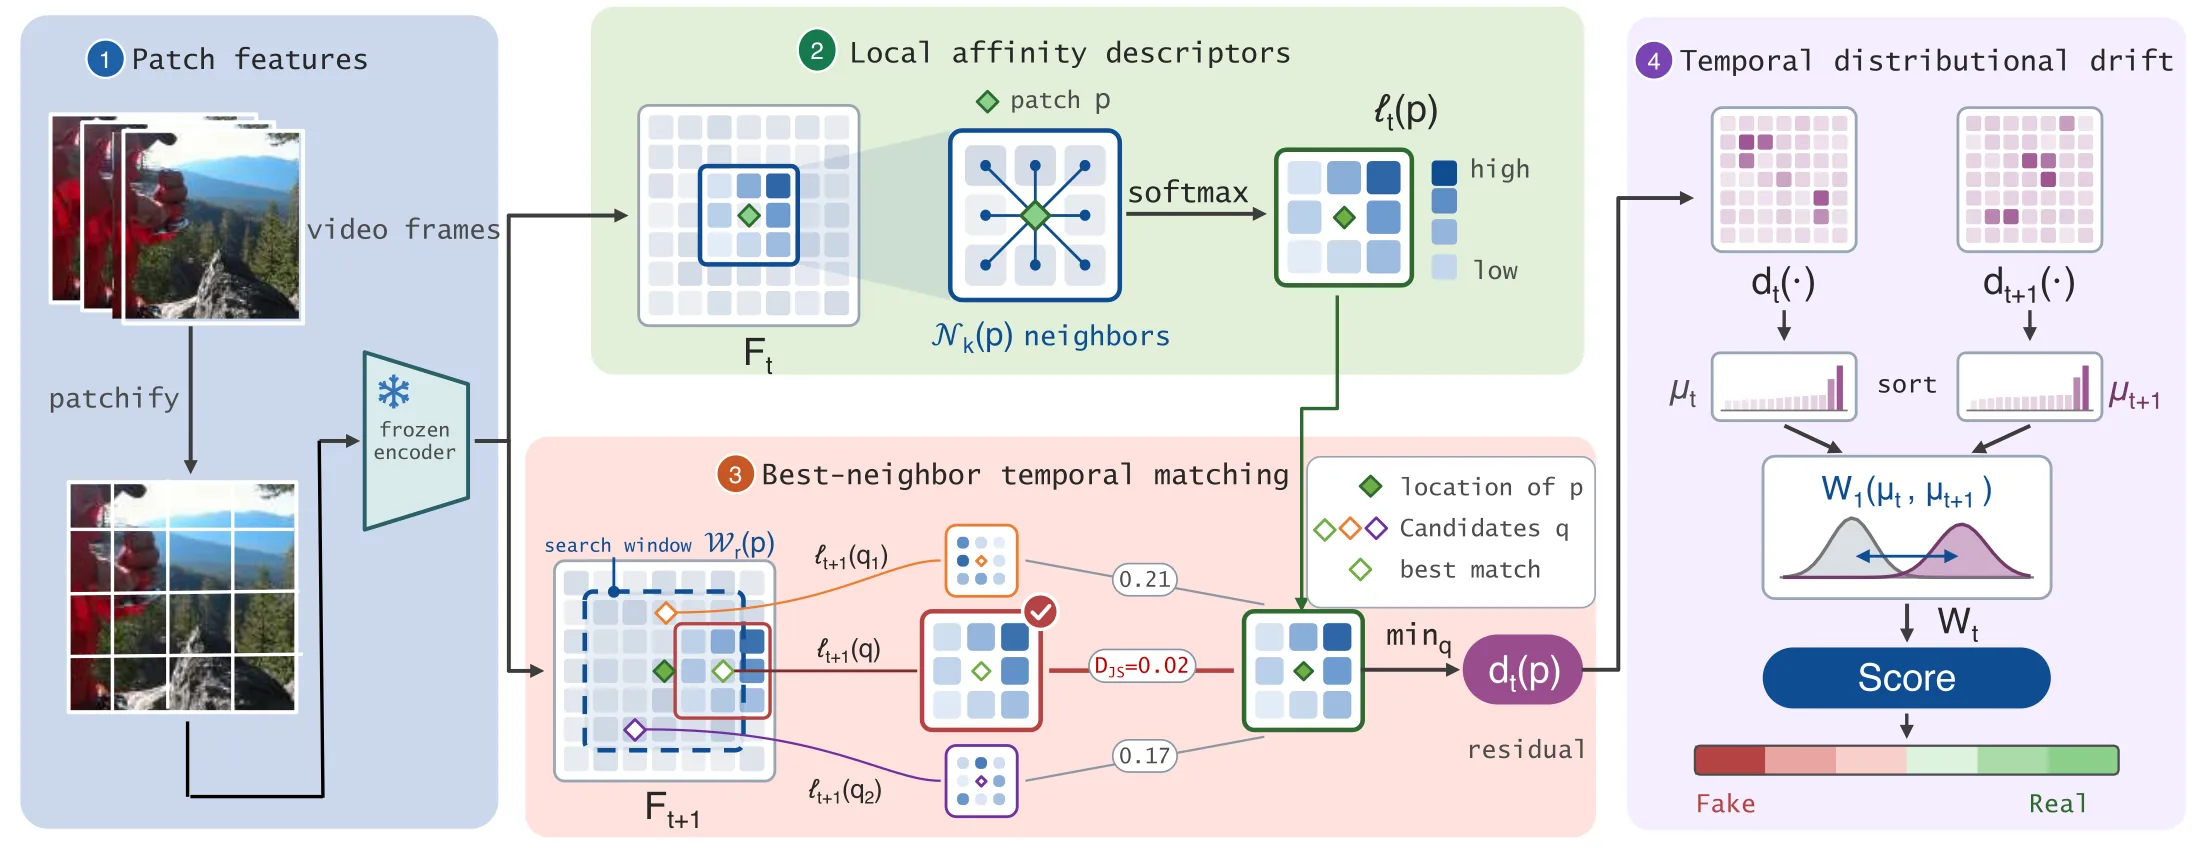 1 Patch features
video frames
patchify
frozen
encoder
2 Local affinity descriptors
patch p
ℓt(p)
softmax
high
low
Ft
𝒩k(p) neighbors
3 Best-neighbor temporal matching
location of p
Candidates q
best match
search window 𝒲r(p)
ℓt+1(q1)
0.21
ℓt+1(q)
DJS=0.02
minq
dt(p)
ℓt+1(q2)
0.17
residual
Ft+1
4 Temporal distributional drift
dt(·)
dt+1(·)
μt
sort
μt+1
W1(μt , μt+1)
Wt
Score
Fake
Real